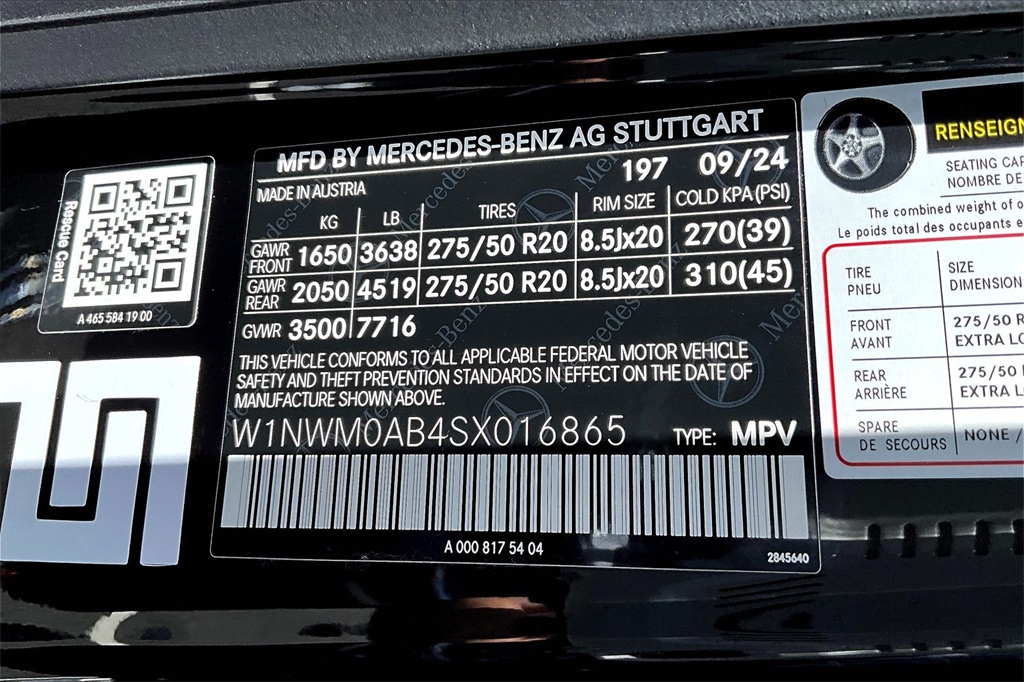 MFD BY MERCEDES-BENZ AG STUTTGART
MADE IN AUSTRIA 197 09/24
KG LB TIRES RIM SIZE COLD KPA(PSI)
GAWR FRONT 1650 3638 275/50 R20 8.5Jx20 270(39)
GAWR REAR 2050 4519 275/50 R20 8.5Jx20 310(45)
GVWR 3500 7716
THIS VEHICLE CONFORMS TO ALL APPLICABLE FEDERAL MOTOR VEHICLE
SAFETY AND THEFT PREVENTION STANDARDS IN EFFECT ON THE DATE OF
MANUFACTURE SHOWN ABOVE.
W1NWM0AB4SX016865 TYPE: MPV
A 000 817 54 04
2845640
Rescue Card
A 465 584 19 00
RENSEIGN
SEATING CAP
NOMBRE DE
The combined weight of o
Le poids total des occupants e
TIRE SIZE
PNEU DIMENSION
FRONT 275/50 R
AVANT EXTRA LO
REAR 275/50
ARRIÈRE EXTRA L
SPARE
DE SECOURS NONE /